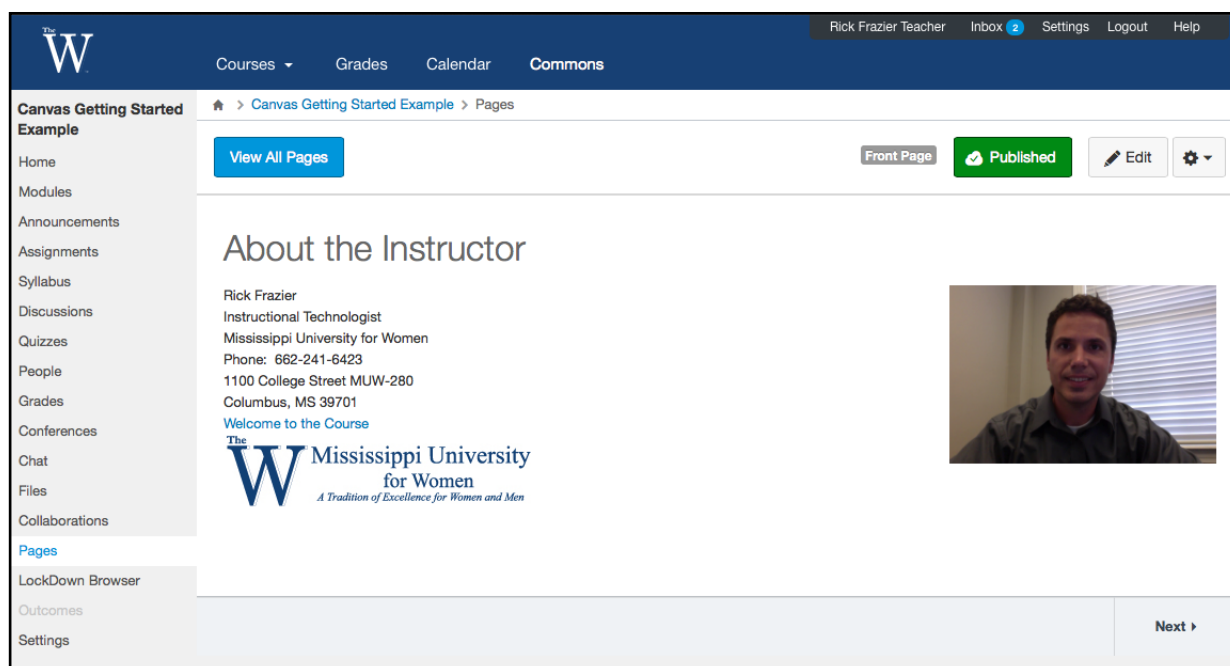 The
W
Rick Frazier Teacher Inbox 2 Settings Logout Help
Courses Grades Calendar Commons
Canvas Getting Started
Example
Home
Modules
Announcements
Assignments
Syllabus
Discussions
Quizzes
People
Grades
Conferences
Chat
Files
Collaborations
Pages
LockDown Browser
Outcomes
Settings
> Canvas Getting Started Example > Pages
View All Pages
Front Page
Published
Edit
About the Instructor
Rick Frazier
Instructional Technologist
Mississippi University for Women
Phone: 662-241-6423
1100 College Street MUW-280
Columbus, MS 39701
Welcome to the Course
The
W
Mississippi University
for Women
A Tradition of Excellence for Women and Men
Next